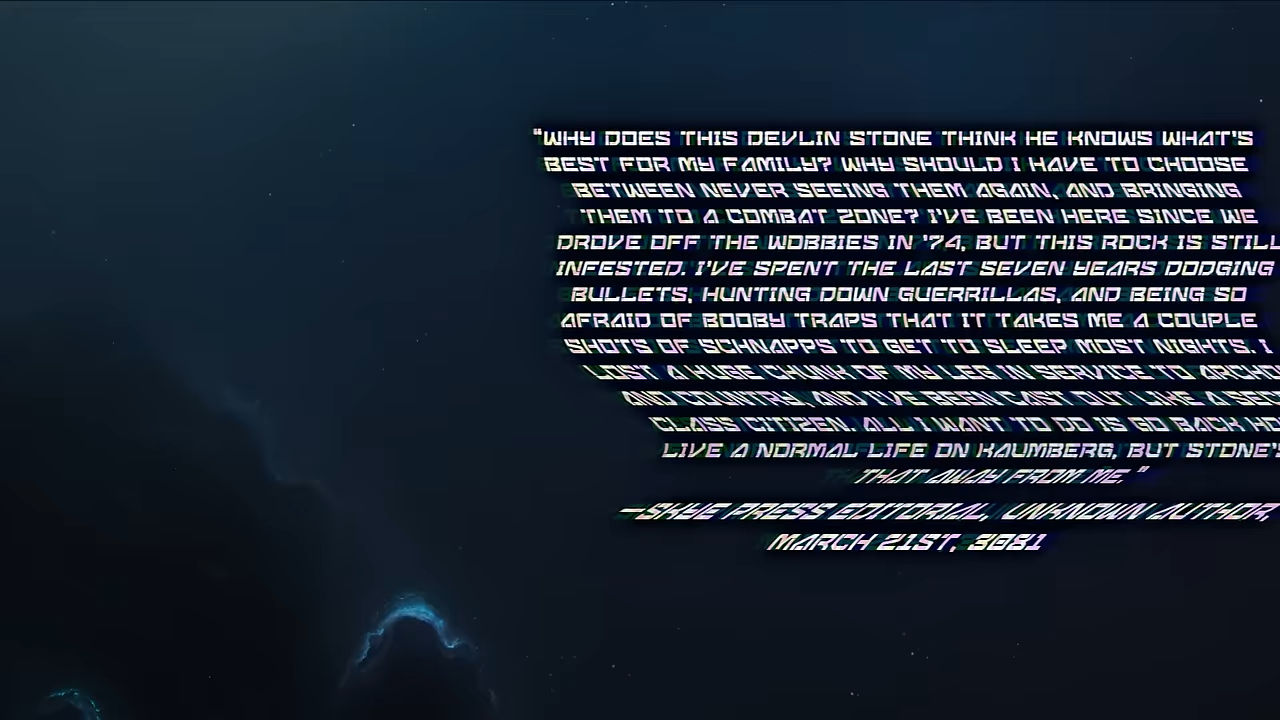 "WHY DOES THIS DEVLIN STONE THINK HE KNOWS WHAT'S
BEST FOR MY FAMILY? WHY SHOULD I HAVE TO CHOOSE
BETWEEN NEVER SEEING THEM AGAIN, AND BRINGING
THEM TO A COMBAT ZONE? I'VE BEEN HERE SINCE WE
DROVE OFF THE WOBBIES IN '74, BUT THIS ROCK IS STILL
INFESTED. I'VE SPENT THE LAST SEVEN YEARS DODGING
BULLETS, HUNTING DOWN GUERRILLAS, AND BEING SO
AFRAID OF BOOBY TRAPS THAT IT TAKES ME A COUPLE
SHOTS OF SCHNAPPS TO GET TO SLEEP MOST NIGHTS. I
LOST A HUGE CHUNK OF MY LEG IN SERVICE TO
AND COUNTRY, AND I'VE BEEN CAST OUT LIKE A
CLASS CITIZEN. ALL I WANT TO DO IS GO BACK
LIVE A NORMAL LIFE ON KAUMBERG, BUT STONE'S
THAT AWAY FROM ME."
—SKYE PRESS EDITORIAL, UNKNOWN AUTHOR,
MARCH 21ST, 3081